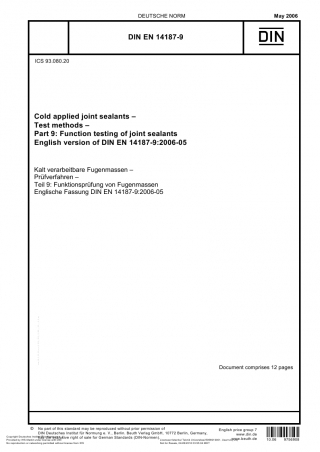 DEUTSCHE NORM
May 2006
DIN EN 14187-9
DIN
ICS 93.080.20
Cold applied joint sealants –
Test methods –
Part 9: Function testing of joint sealants
English version of DIN EN 14187-9:2006-05
Kalt verarbeitbare Fugenmassen –
Prüfverfahren –
Teil 9: Funktionsprüfung von Fugenmassen
Englische Fassung DIN EN 14187-9:2006-05
Document comprises 12 pages
© No part of this standard may be reproduced without prior permission of
DIN Deutsches Institut für Normung e. V., Berlin. Beuth Verlag GmbH, 10772 Berlin, Germany,
has the exclusive right of sale for German Standards (DIN-Normen).
English price group 7
www.din.de
www.beuth.de
10.06